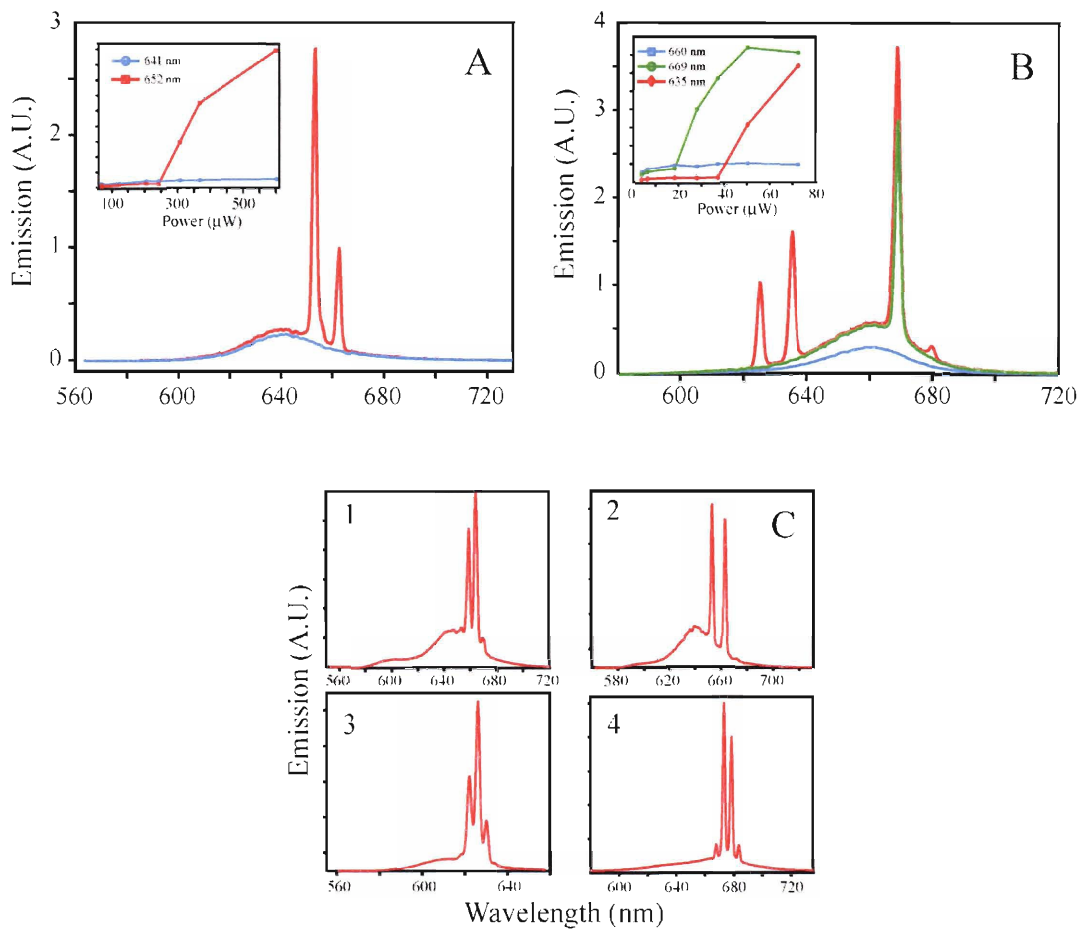 3
2
1
0
Emission (A.U.)
A
641 nm
652 nm
100 300 500
Power (µW)
560 600 640 680 720
4
3
2
1
0
Emission (A.U.)
B
660 nm
669 nm
635 nm
0 20 40 60 80
Power (µW)
600 640 680 720
Emission (A.U.)
1
560 600 640 680 720
2 C
580 620 660 700
3
560 600 640
4
600 640 680 720
Wavelength (nm)